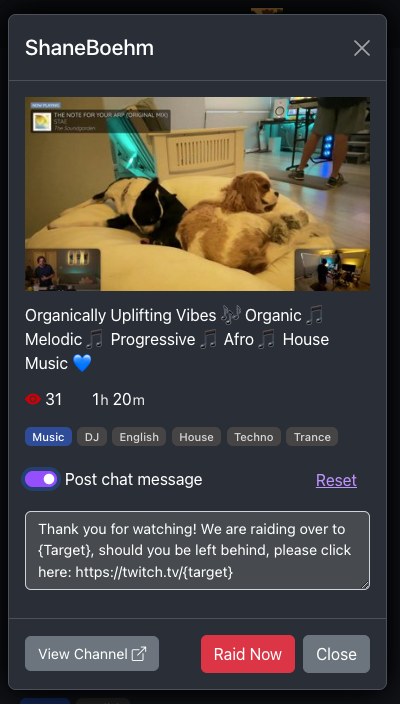 ShaneBoehm
NOW PLAYING
THE NOTE FOR YOUR ARP (ORIGINAL MIX)
STAE
The Soundgarden
Organically Uplifting Vibes 🎶 Organic 🎵
Melodic 🎵 Progressive 🎵 Afro 🎵 House
Music 💙
31 1h 20m
Music DJ English House Techno Trance
Post chat message Reset
Thank you for watching! We are raiding over to
{Target}, should you be left behind, please click
here: https://twitch.tv/{target}
View Channel Raid Now Close